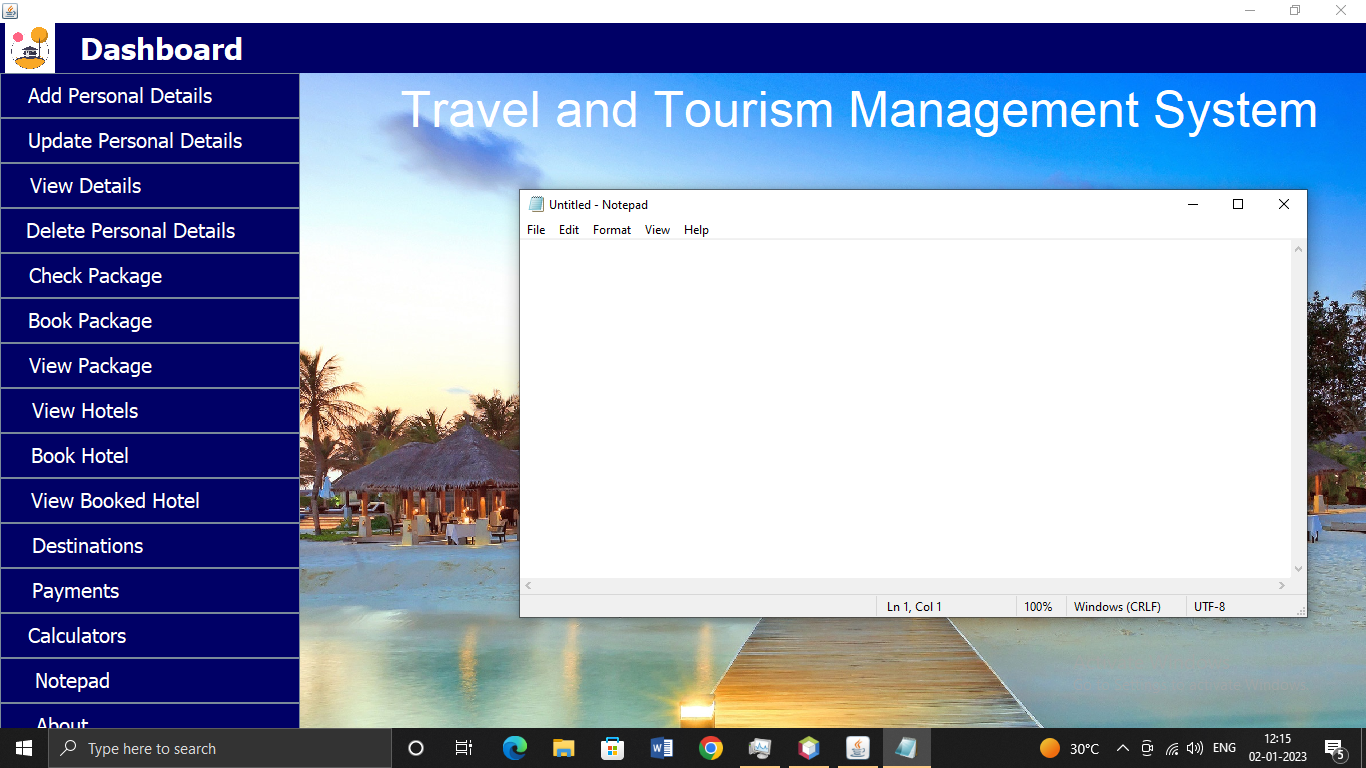 Dashboard
Add Personal Details
Update Personal Details
View Details
Delete Personal Details
Check Package
Book Package
View Package
View Hotels
Book Hotel
View Booked Hotel
Destinations
Payments
Calculators
Notepad
About
Travel and Tourism Management System
Untitled - Notepad
File Edit Format View Help
Ln 1, Col 1 100% Windows (CRLF) UTF-8
Type here to search
30°C
ENG
12:15
02-01-2023
5